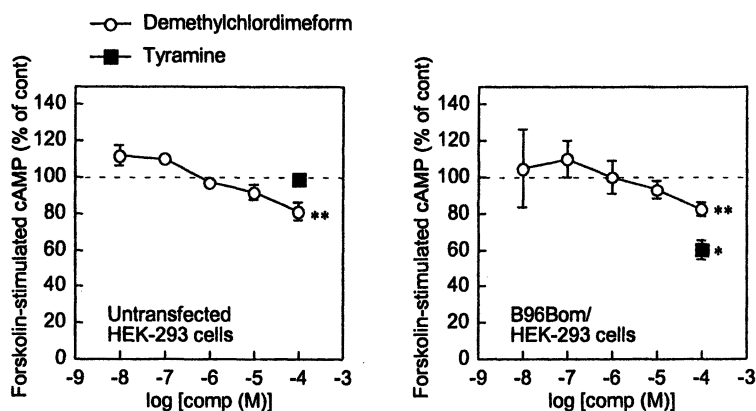 Demethylchlordimeform
Tyramine
Forskolin-stimulated cAMP (% of cont)
140
120
100
80
60
40
20
0
**
Untransfected
HEK-293 cells
-9 -8 -7 -6 -5 -4 -3
log [comp (M)]
Forskolin-stimulated cAMP (% of cont)
140
120
100
80
60
40
20
0
**
*
B96Bom/
HEK-293 cells
-9 -8 -7 -6 -5 -4 -3
log [comp (M)]